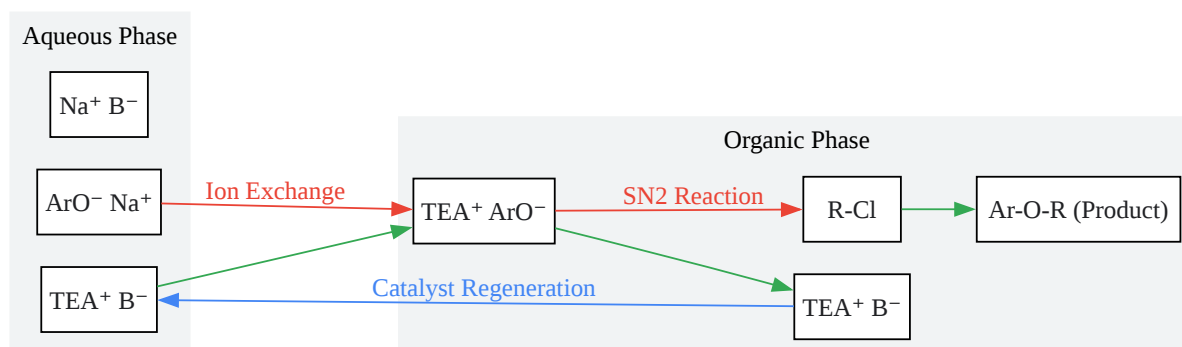 Aqueous Phase
Na⁺ B⁻
ArO⁻ Na⁺
TEA⁺ B⁻
Ion Exchange
Organic Phase
TEA⁺ ArO⁻
SN2 Reaction
R-Cl
Ar-O-R (Product)
Catalyst Regeneration
TEA⁺ B⁻